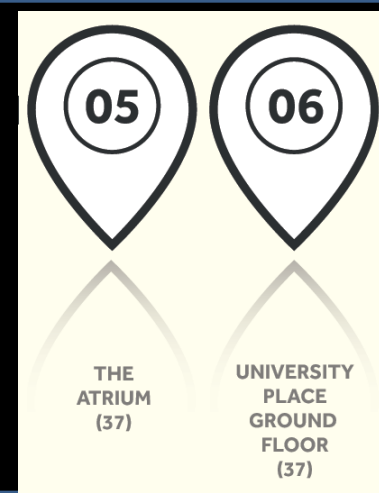 05
06
THE
ATRIUM
(37)
UNIVERSITY
PLACE
GROUND
FLOOR
(37)